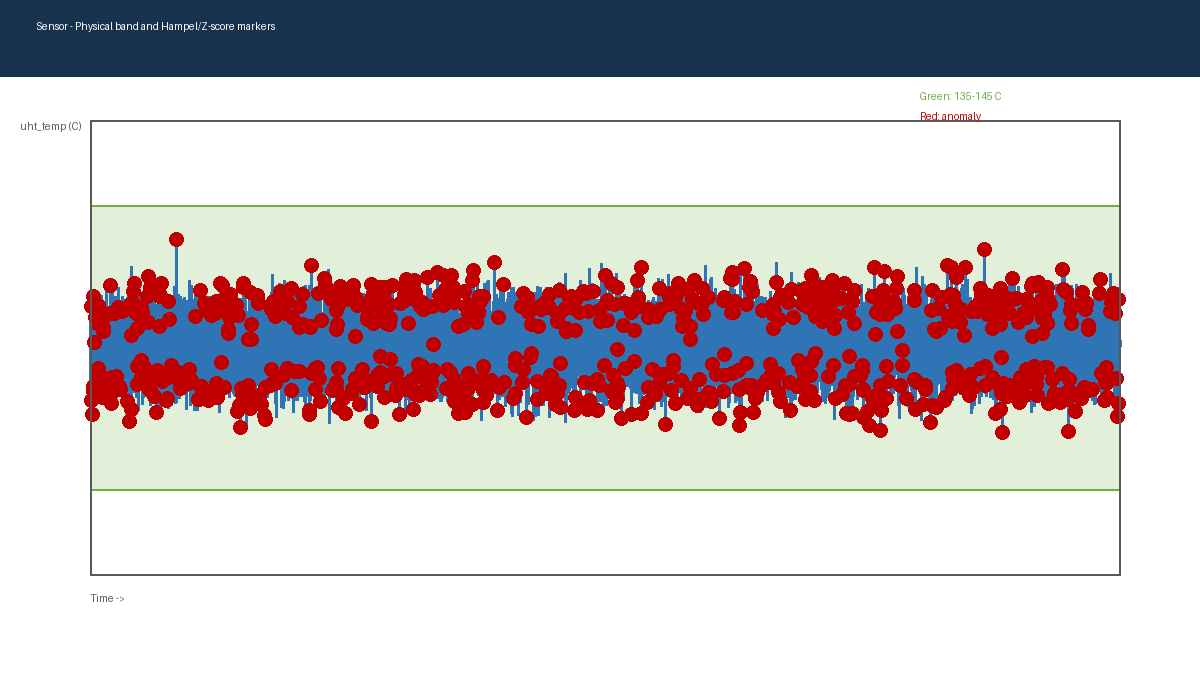 Sensor - Physical band and Hampel/Z-score markers
Green: 135-145 C
Red: anomaly
uht_temp (C)
Time ->